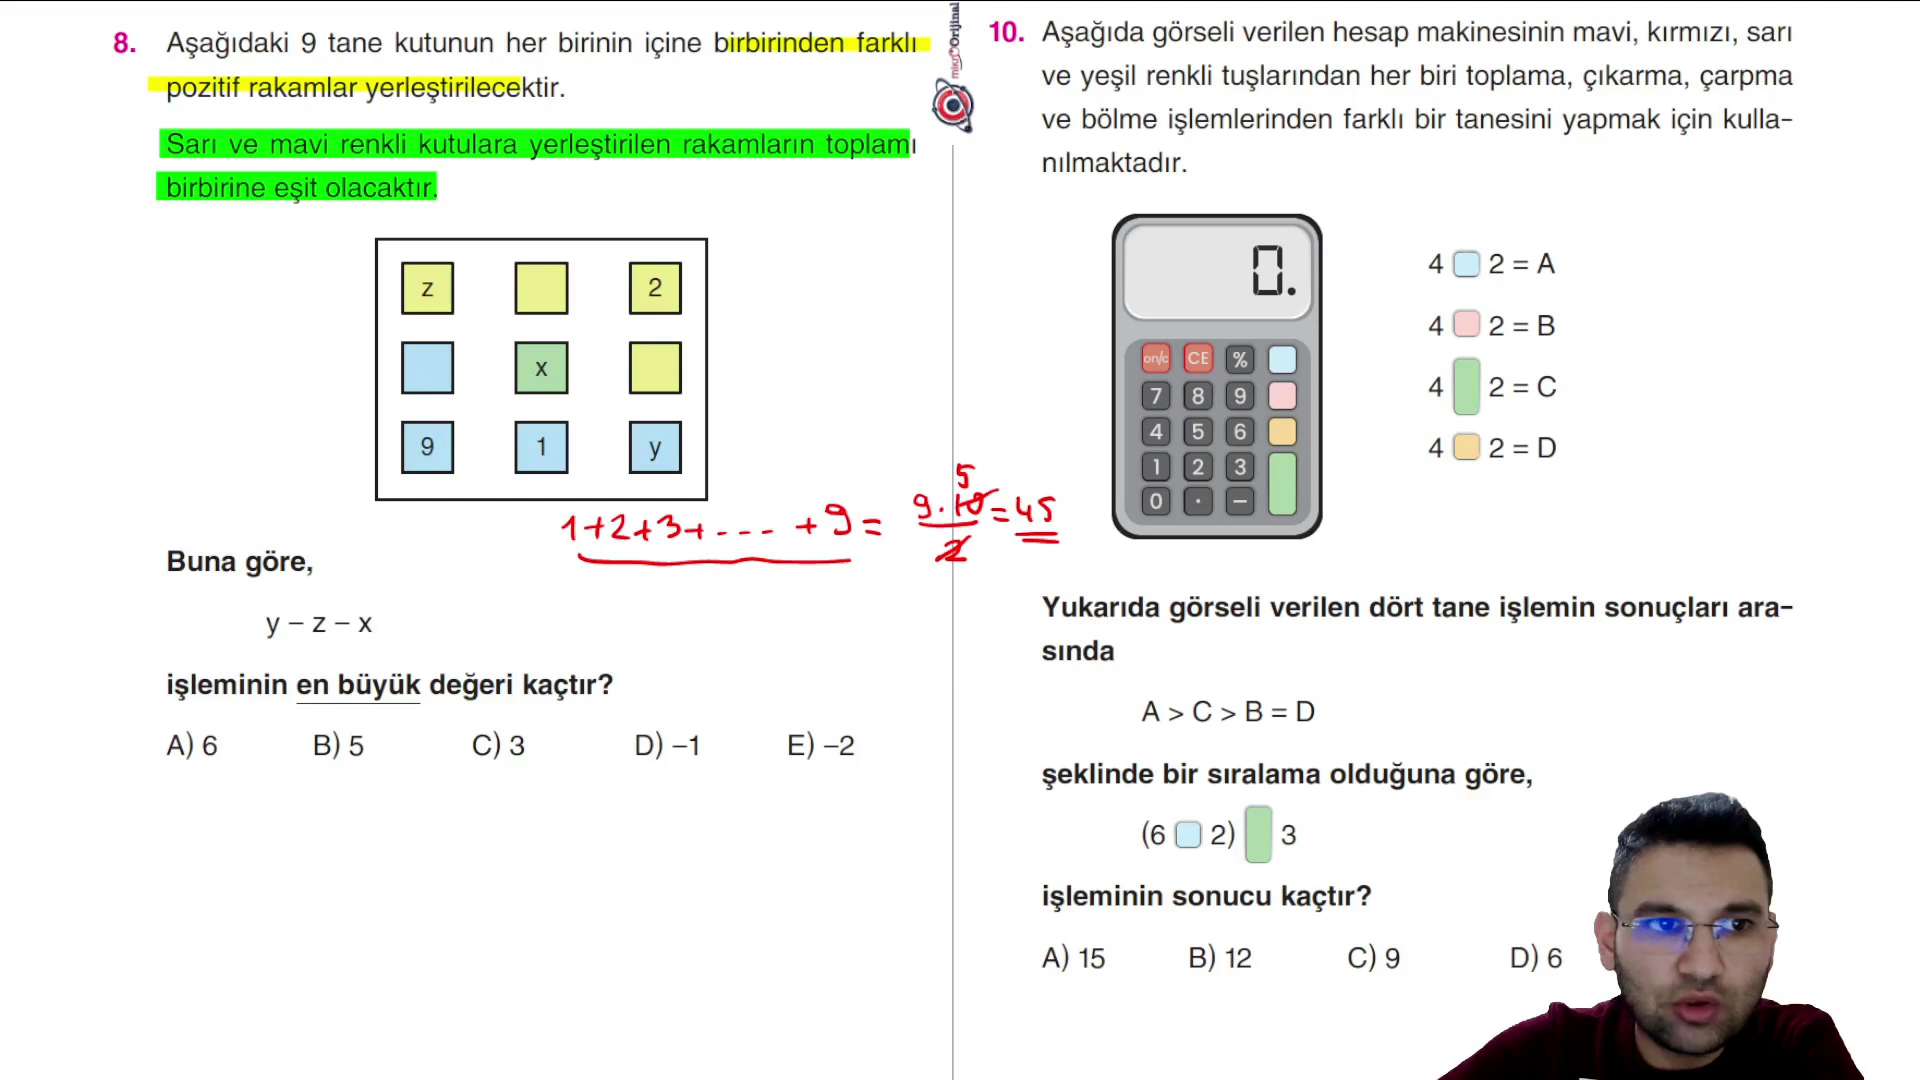 8. Aşağıdaki 9 tane kutunun her birinin içine birbirinden farklı
pozitif rakamlar yerleştirilecektir.
Sarı ve mavi renkli kutulara yerleştirilen rakamların toplamı
birbirine eşit olacaktır.
z 2
x
9 1 y
1+2+3+....+9= 9.10/2 =45
5
Buna göre,
y – z – x
işleminin en büyük değeri kaçtır?
A) 6 B) 5 C) 3 D) –1 E) –2
mikroOrijinal
10. Aşağıda görseli verilen hesap makinesinin mavi, kırmızı, sarı
ve yeşil renkli tuşlarından her biri toplama, çıkarma, çarpma
ve bölme işlemlerinden farklı bir tanesini yapmak için kulla-
nılmaktadır.
0.
on/c CE %
7 8 9
4 5 6
1 2 3
0 · –
4 2 = A
4 2 = B
4 2 = C
4 2 = D
Yukarıda görseli verilen dört tane işlemin sonuçları ara-
sında
A > C > B = D
şeklinde bir sıralama olduğuna göre,
(6 2) 3
işleminin sonucu kaçtır?
A) 15 B) 12 C) 9 D) 6